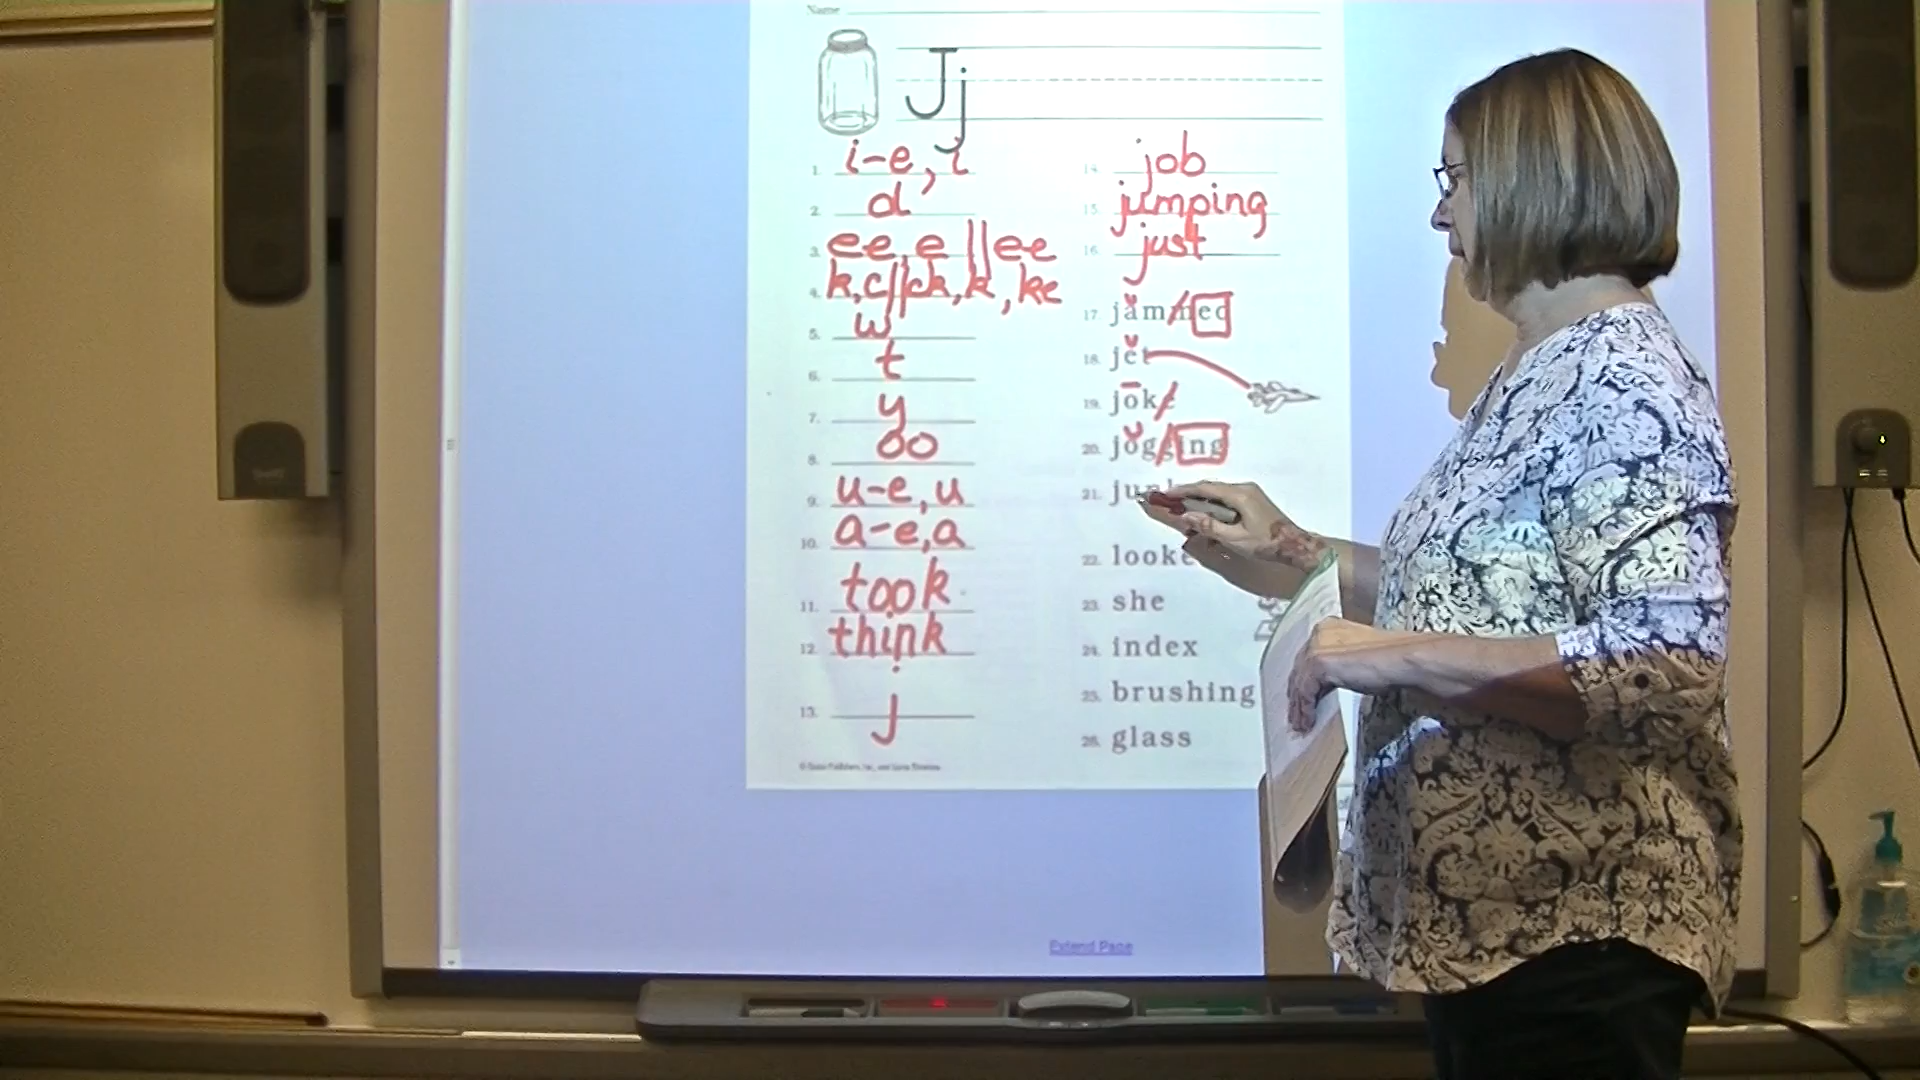 Name
Jj
1. i-e, i
2. d
3. ee, e || ee
4. k, c || ck, k, ke
5. w
6. t
7. y
8. oo
9. u-e, u
10. a-e, a
11. took
12. think
13. j
14. job
15. jumping
16. just
17. jammed
18. jet
19. joke
20. jogging
21.
22.
23. she
24. index
25. brushing
26. glass
Extend Page